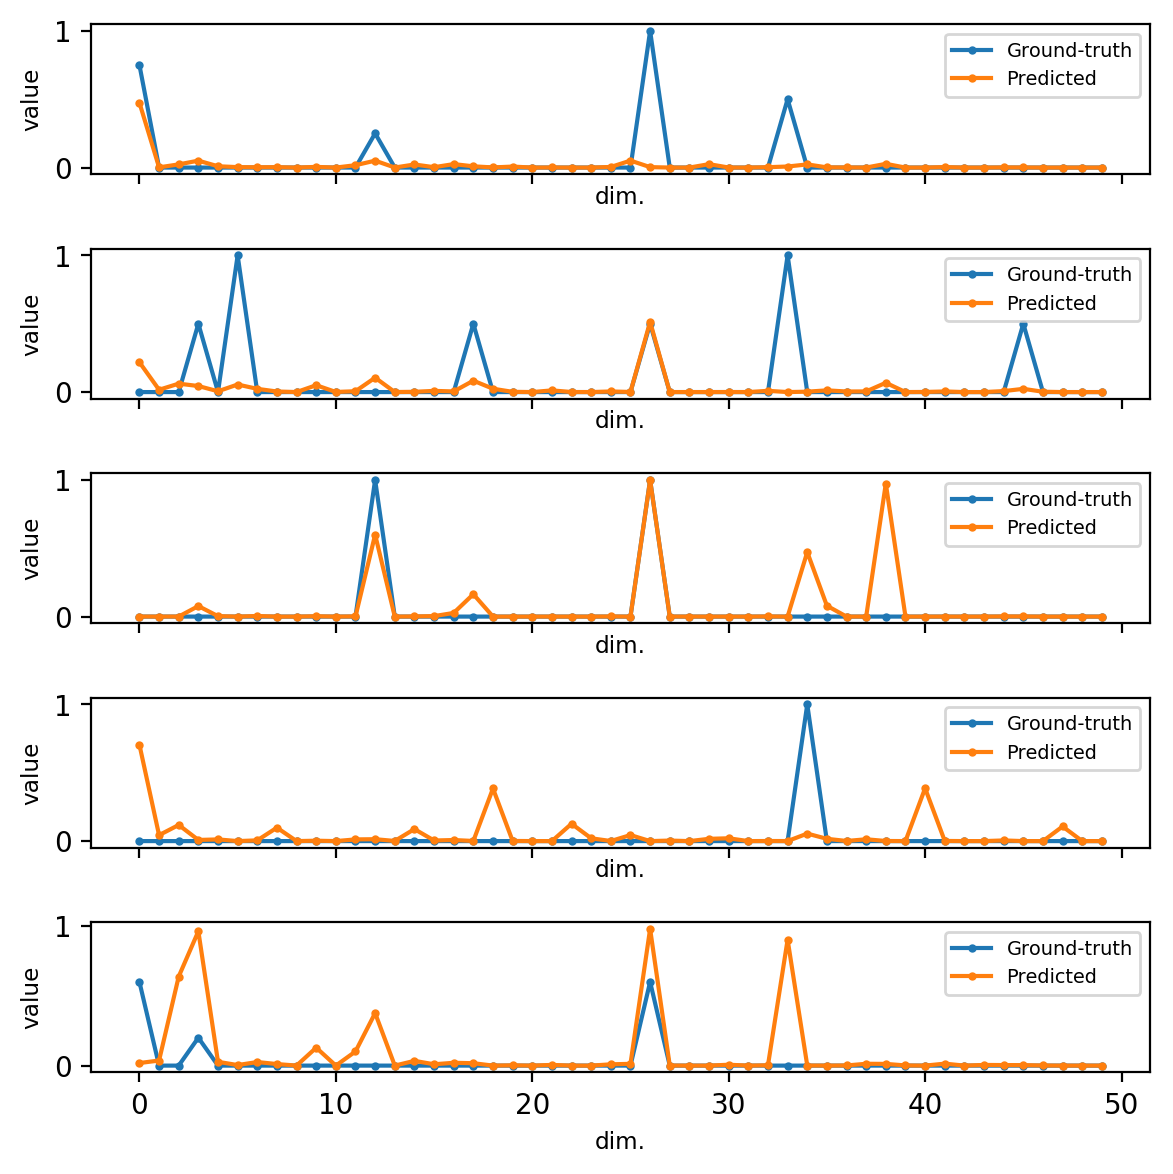 1
Ground-truth
Predicted
value
0
dim.
1
Ground-truth
Predicted
value
0
dim.
1
Ground-truth
Predicted
value
0
dim.
1
Ground-truth
Predicted
value
0
dim.
1
Ground-truth
Predicted
value
0
0 10 20 30 40 50
dim.